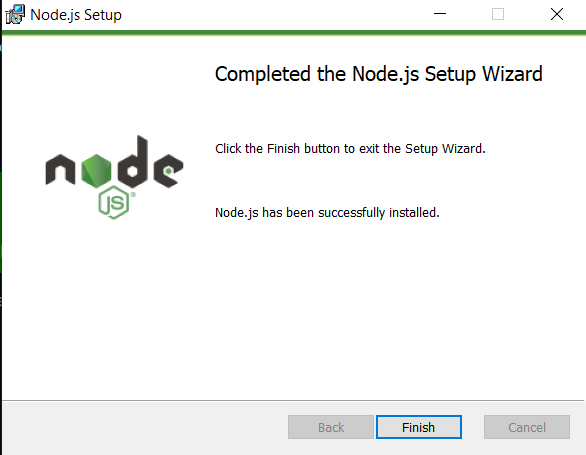 Node.js Setup
Completed the Node.js Setup Wizard
node
JS
Click the Finish button to exit the Setup Wizard.
Node.js has been successfully installed.
Back
Finish
Cancel